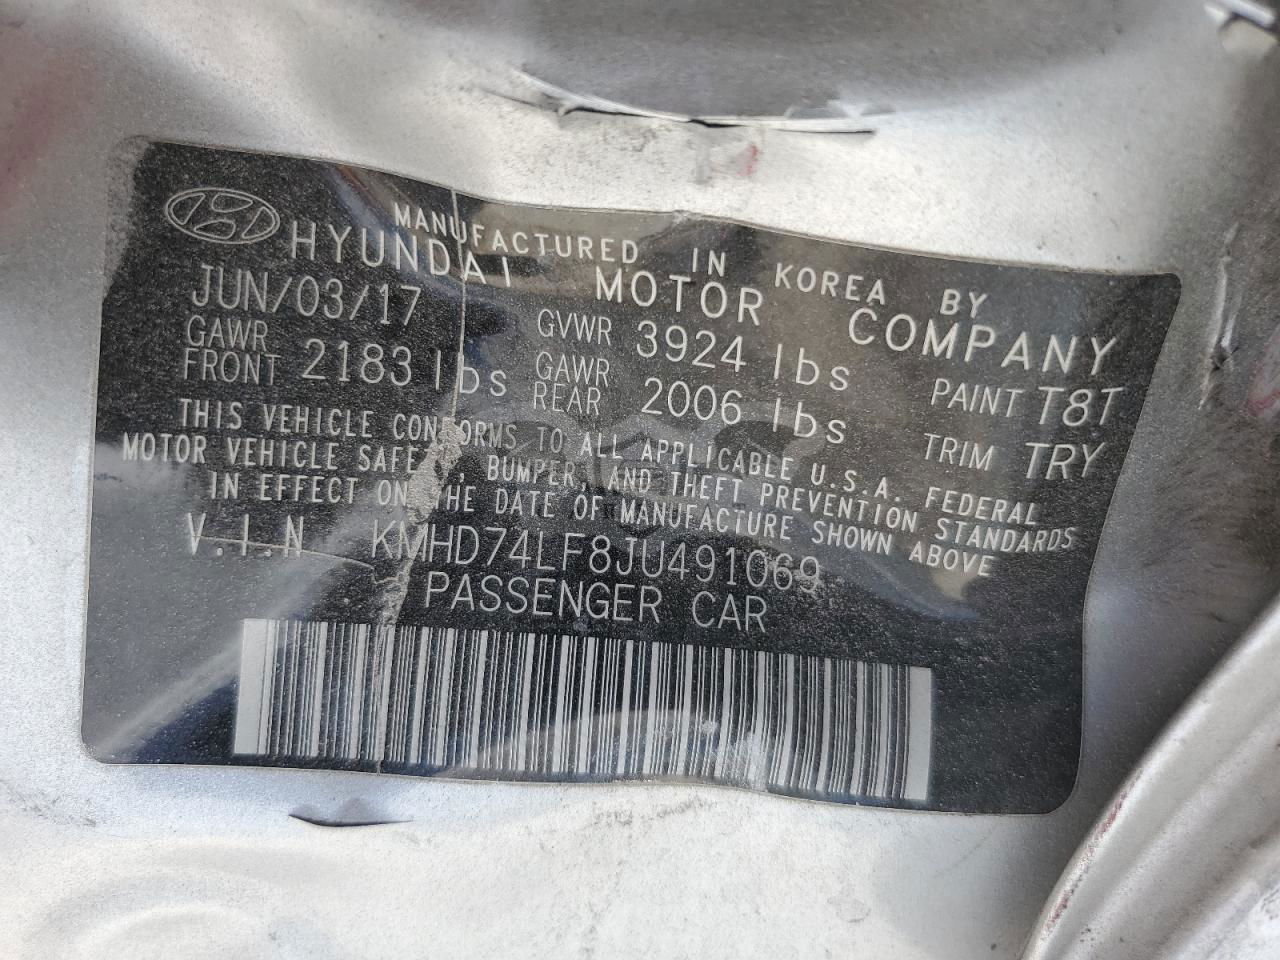 MANUFACTURED IN KOREA BY
HYUNDAI MOTOR COMPANY
JUN/03/17 GVWR 3924 lbs PAINT T8T
GAWR FRONT 2183 lbs GAWR REAR 2006 lbs TRIM TRY
THIS VEHICLE CONFORMS TO ALL APPLICABLE U.S.A. FEDERAL
MOTOR VEHICLE SAFE , BUMPER, AND THEFT PREVENTION STANDARDS
IN EFFECT ON THE DATE OF MANUFACTURE SHOWN ABOVE
V.I.N KMHD74LF8JU491069
PASSENGER CAR